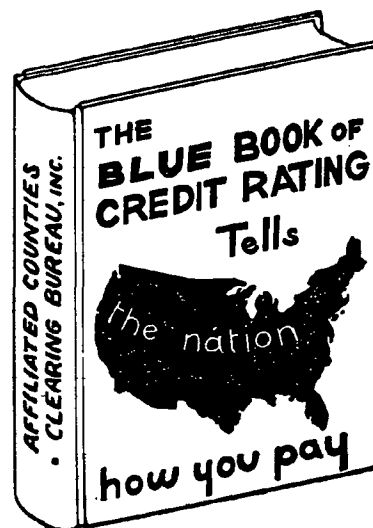 AFFILIATED COUNTIES
• CLEARING BUREAU, INC.
THE
BLUE BOOK OF
CREDIT RATING
Tells
the nation
how you pay